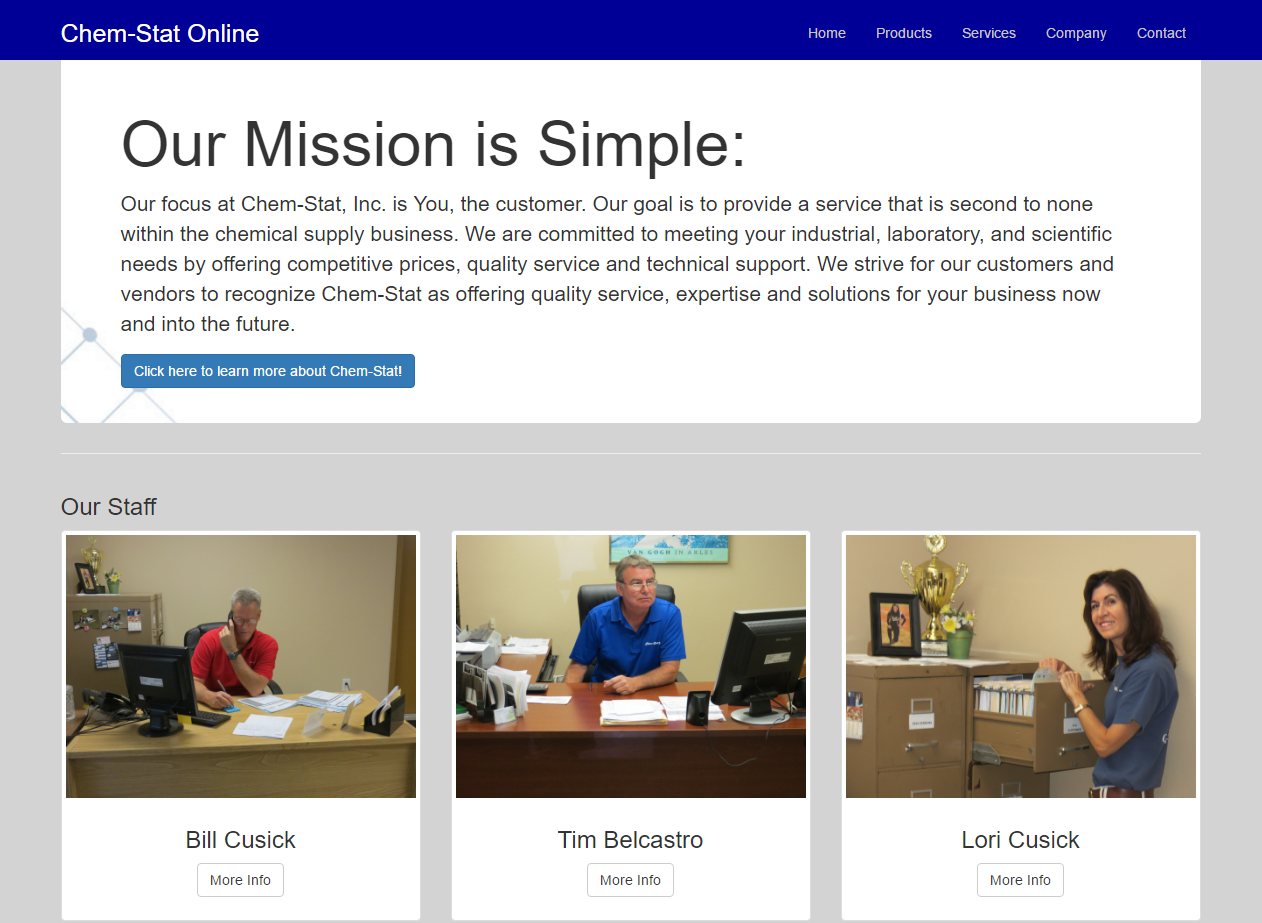 Chem-Stat Online
Home Products Services Company Contact
Our Mission is Simple:
Our focus at Chem-Stat, Inc. is You, the customer. Our goal is to provide a service that is second to none
within the chemical supply business. We are committed to meeting your industrial, laboratory, and scientific
needs by offering competitive prices, quality service and technical support. We strive for our customers and
vendors to recognize Chem-Stat as offering quality service, expertise and solutions for your business now
and into the future.
Click here to learn more about Chem-Stat!
Our Staff
VAN GOGH IN ARLES
Bill Cusick
Tim Belcastro
Lori Cusick
More Info
More Info
More Info